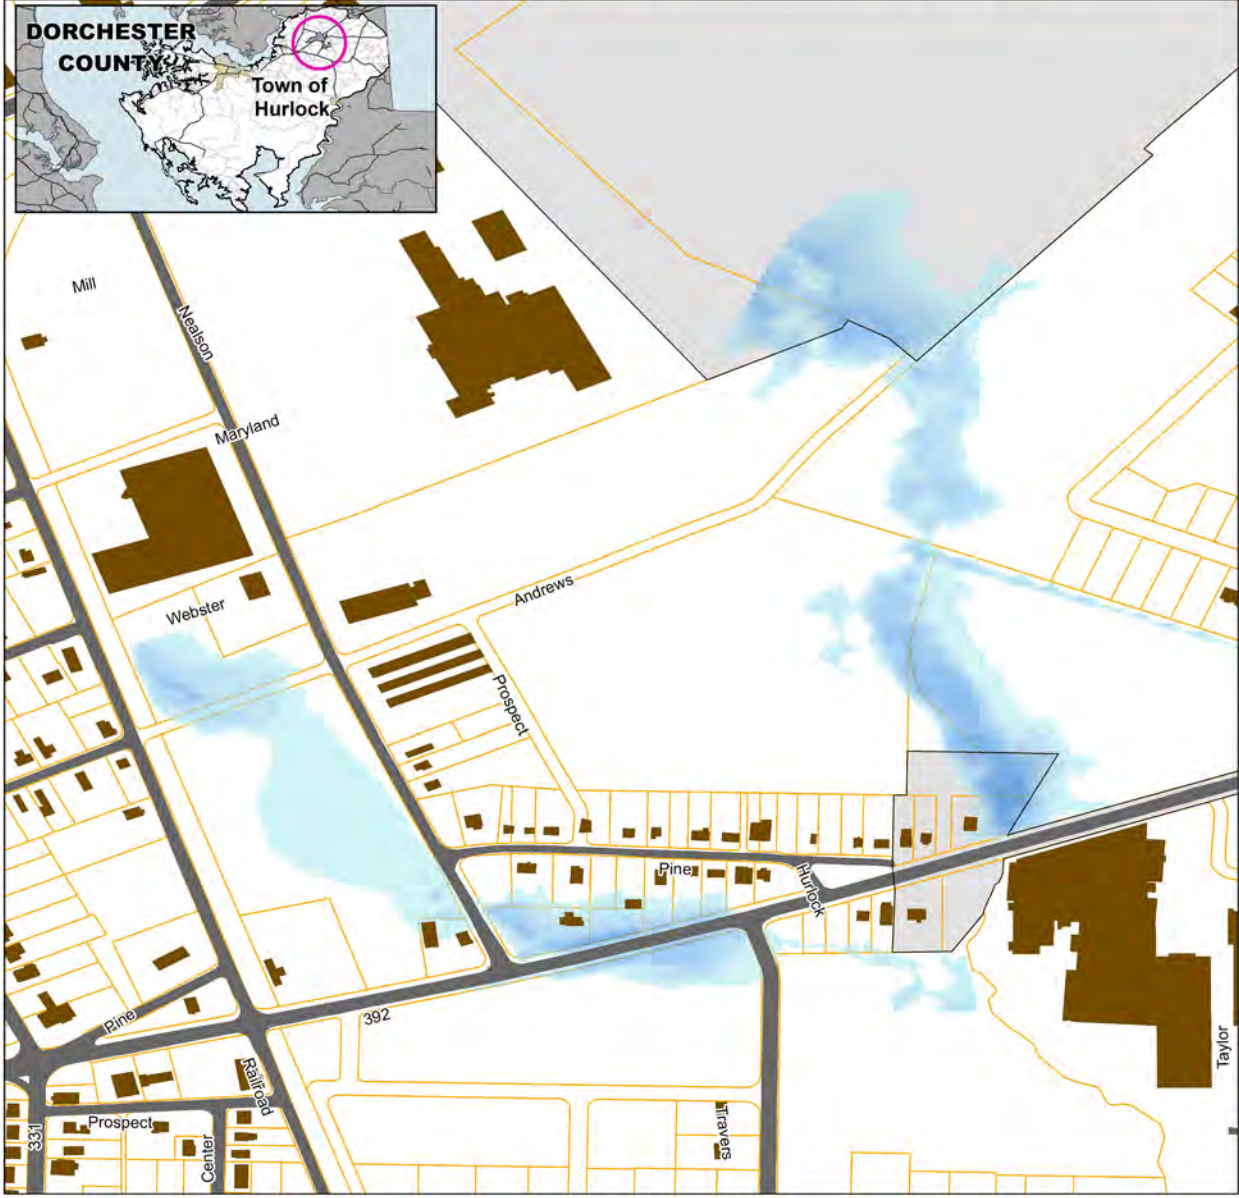 DORCHESTER
COUNTY
Town of
Hurlock
Mill
Nealson
Maryland
Webster
Andrews
Prospect
Pine
Hurlock
392
Pine
Railroad
Taylor
Prospect
331
Center
Travers